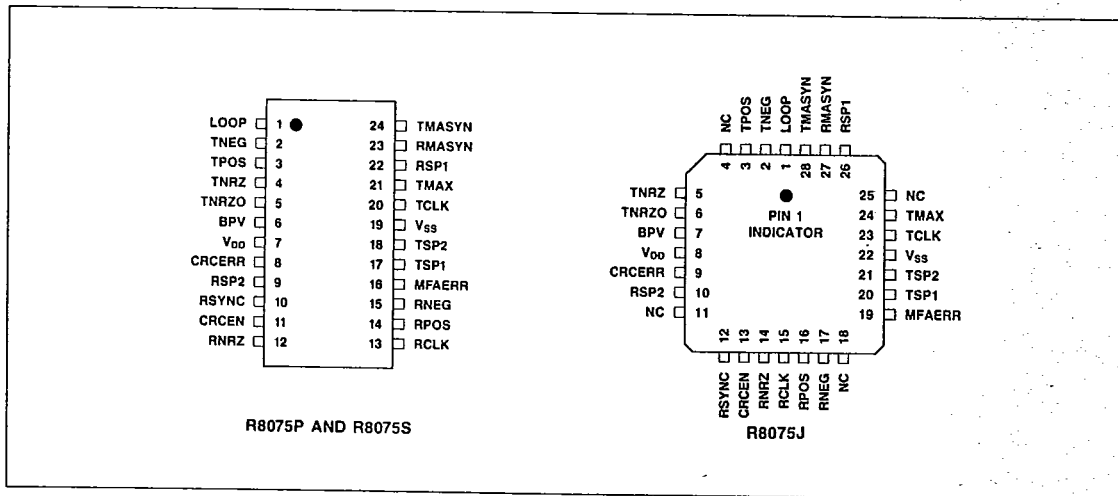 LOOP 1 24 TMASYN
TNEG 2 23 RMASYN
TPOS 3 22 RSP1
TNRZ 4 21 TMAX
TNRZO 5 20 TCLK
BPV 6 19 VSS
VDD 7 18 TSP2
CRCERR 8 17 TSP1
RSP2 9 16 MFAERR
RSYNC 10 15 RNEG
CRCEN 11 14 RPOS
RNRZ 12 13 RCLK
R8075P AND R8075S
NC TPOS TNEG LOOP TMASYN RMASYN RSP1
4 3 2 1 28 27 26
TNRZ 5 25 NC
TNRZO 6 PIN 1 24 TMAX
BPV 7 INDICATOR 23 TCLK
VDD 8 22 VSS
CRCERR 9 21 TSP2
RSP2 10 20 TSP1
NC 11 19 MFAERR
12 13 14 15 16 17 18
RSYNC CRCEN RNRZ RCLK RPOS RNEG NC
R8075J